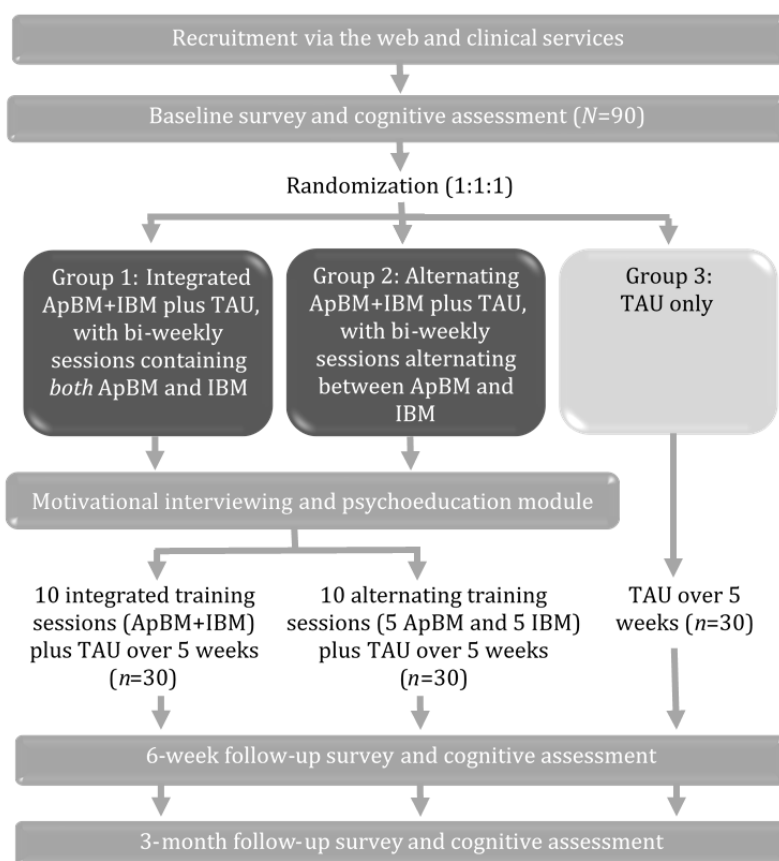 Recruitment via the web and clinical services
Baseline survey and cognitive assessment (N=90)
Randomization (1:1:1)
Group 1: Integrated
ApBM+IBM plus TAU,
with bi-weekly
sessions containing
both ApBM and IBM
Group 2: Alternating
ApBM+IBM plus TAU,
with bi-weekly
sessions alternating
between ApBM and
IBM
Group 3:
TAU only
Motivational interviewing and psychoeducation module
10 integrated training
sessions (ApBM+IBM)
plus TAU over 5 weeks
(n=30)
10 alternating training
sessions (5 ApBM and 5 IBM)
plus TAU over 5 weeks
(n=30)
TAU over 5
weeks (n=30)
6-week follow-up survey and cognitive assessment
3-month follow-up survey and cognitive assessment